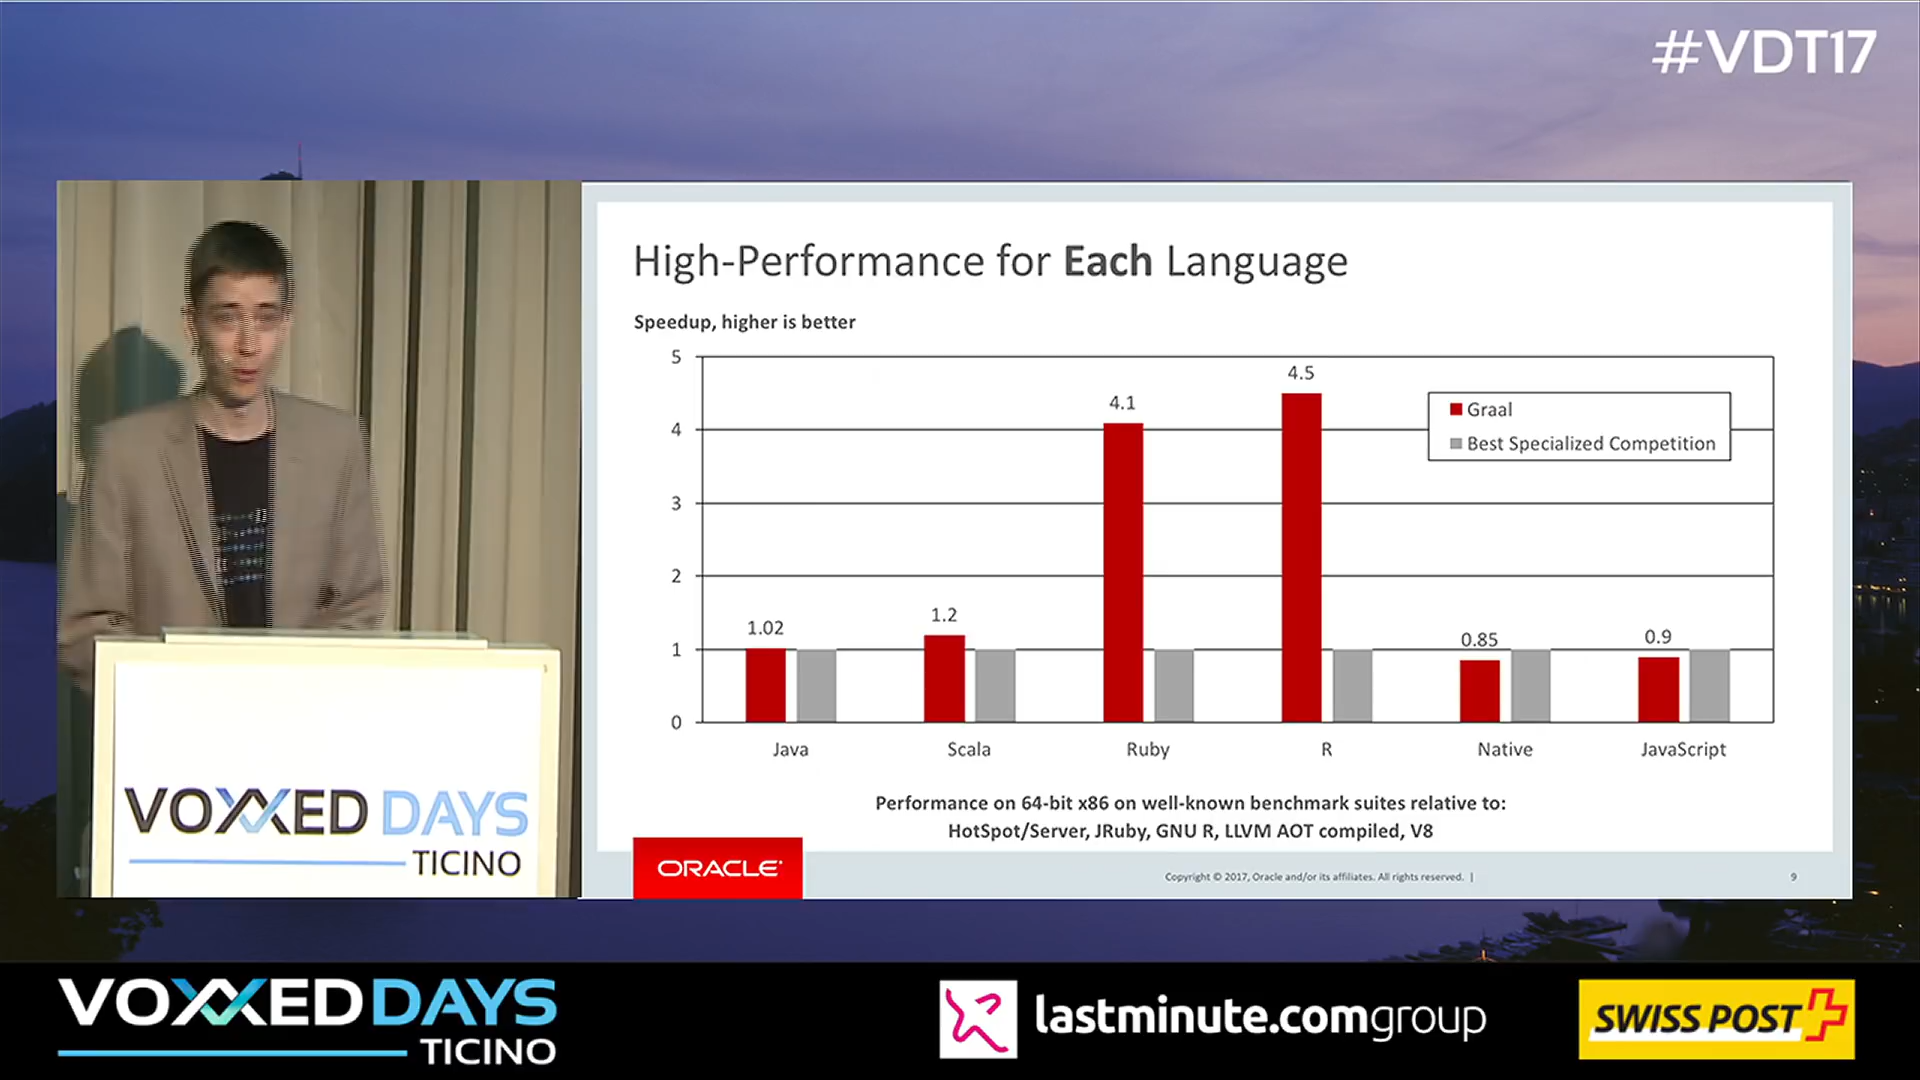 #VDT17
High-Performance for Each Language
Speedup, higher is better
5
4
3
2
1
0
1.02
1.2
4.1
4.5
0.85
0.9
Graal
Best Specialized Competition
Java
Scala
Ruby
R
Native
JavaScript
Performance on 64-bit x86 on well-known benchmark suites relative to:
HotSpot/Server, JRuby, GNU R, LLVM AOT compiled, V8
ORACLE
Copyright © 2017, Oracle and/or its affiliates. All rights reserved. |
9
VOXXED DAYS
TICINO
VOXXED DAYS
TICINO
lastminute.comgroup
SWISS POST